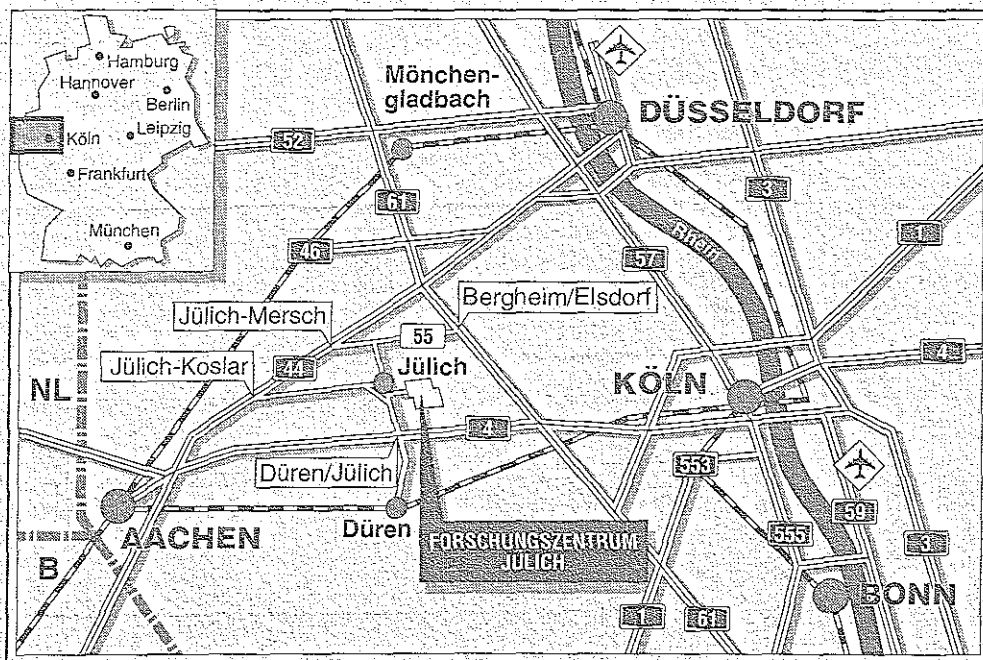 Hamburg
Hannover
Berlin
Köln
Leipzig
Frankfurt
München
Mönchen-
gladbach
DÜSSELDORF
52
3
61
1
46
Rhein
57
Bergheim/Elsdorf
Jülich-Mersch
55
Jülich-Koslar
44
Jülich
4
NL
KÖLN
4
Düren/Jülich
553
Düren
59
AACHEN
FORSCHUNGSZENTRUM
JÜLICH
555
3
B
BONN
1
61